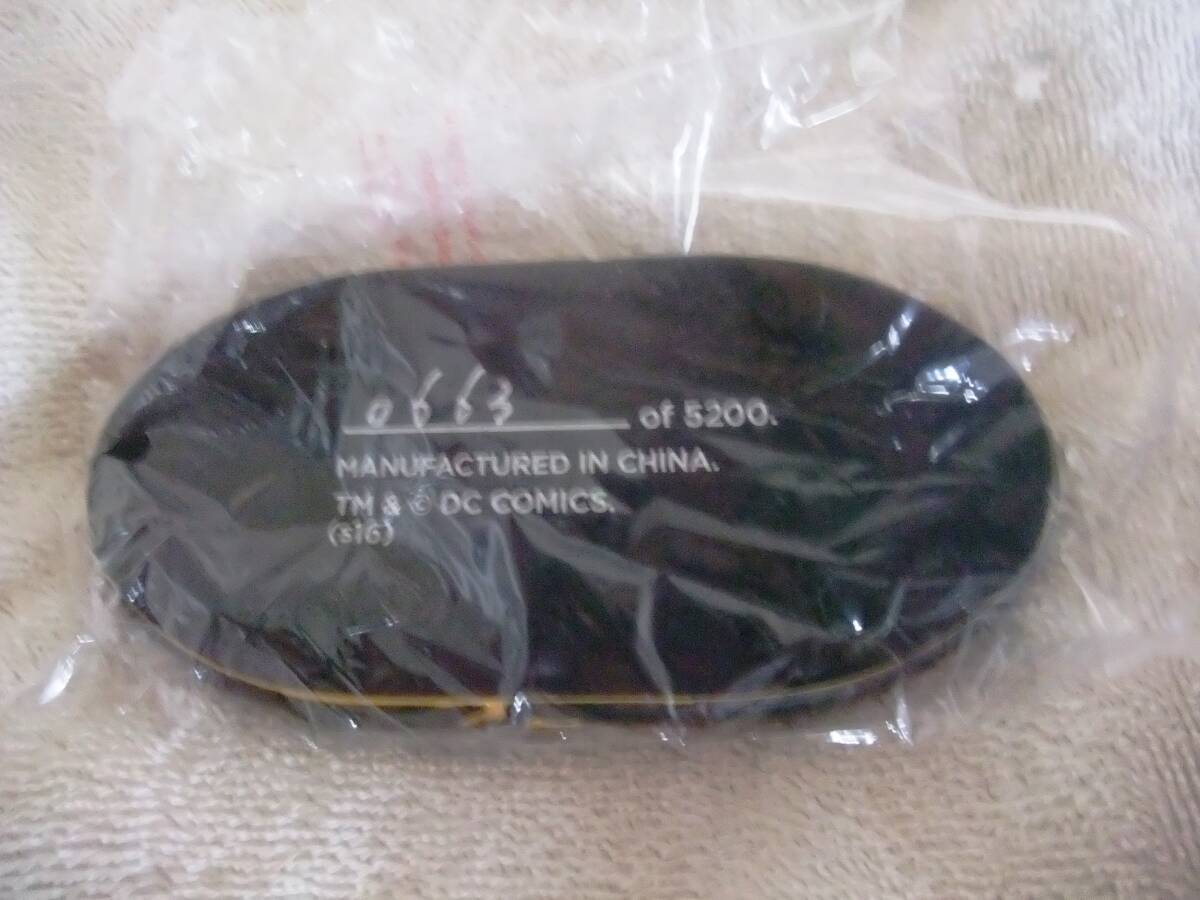 0663 of 5200.
MANUFACTURED IN CHINA.
TM & © DC COMICS.
(s16)